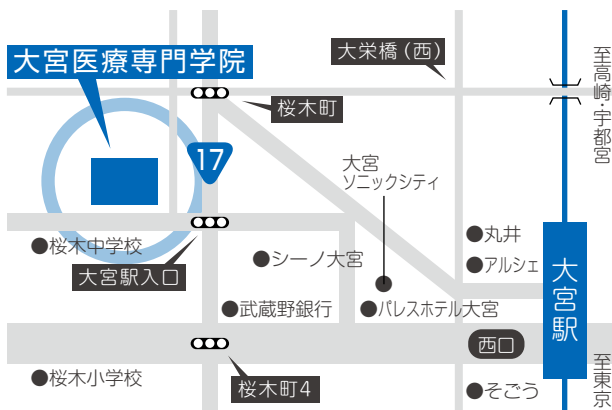 大栄橋(西)
大宮医療専門学院
至高崎・宇都宮
桜木町
17
大宮
ソニックシティ
●桜木中学校
●丸井
●シーノ大宮
●アルシェ
大宮駅
大宮駅入口
●武蔵野銀行
●パレスホテル大宮
西口
至東京
●桜木小学校
桜木町4
●そごう